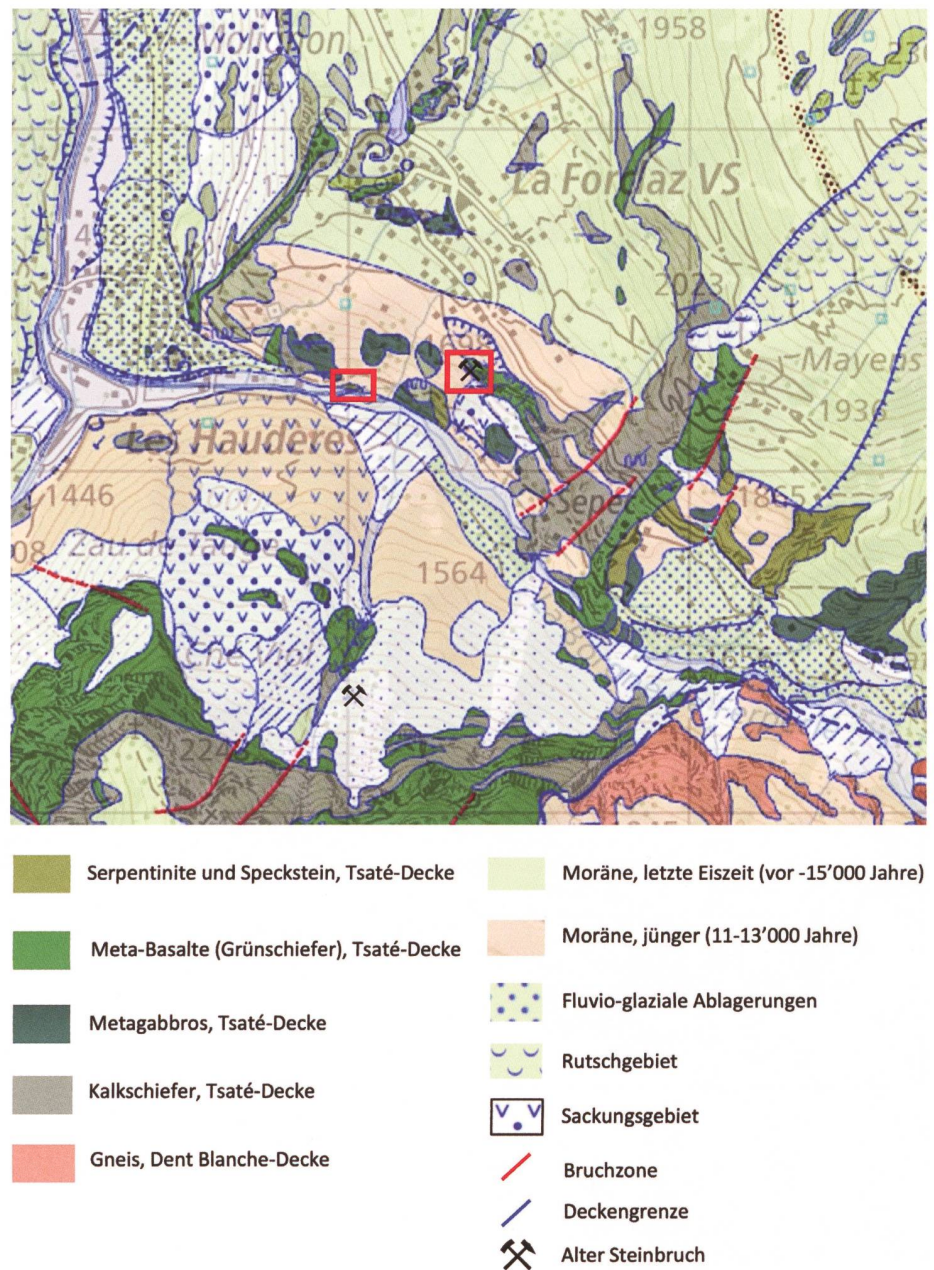 Molignon
1958
La Forclaz VS
2023
Mayens
1936
Les Haudères
1446
Sepec
1865
1564
Serpentinite und Speckstein, Tsaté-Decke
Meta-Basalte (Grünschiefer), Tsaté-Decke
Metagabbros, Tsaté-Decke
Kalkschiefer, Tsaté-Decke
Gneis, Dent Blanche-Decke
Moräne, letzte Eiszeit (vor -15’000 Jahre)
Moräne, jünger (11-13’000 Jahre)
Fluvio-glaziale Ablagerungen
Rutschgebiet
Sackungsgebiet
Bruchzone
Deckengrenze
Alter Steinbruch